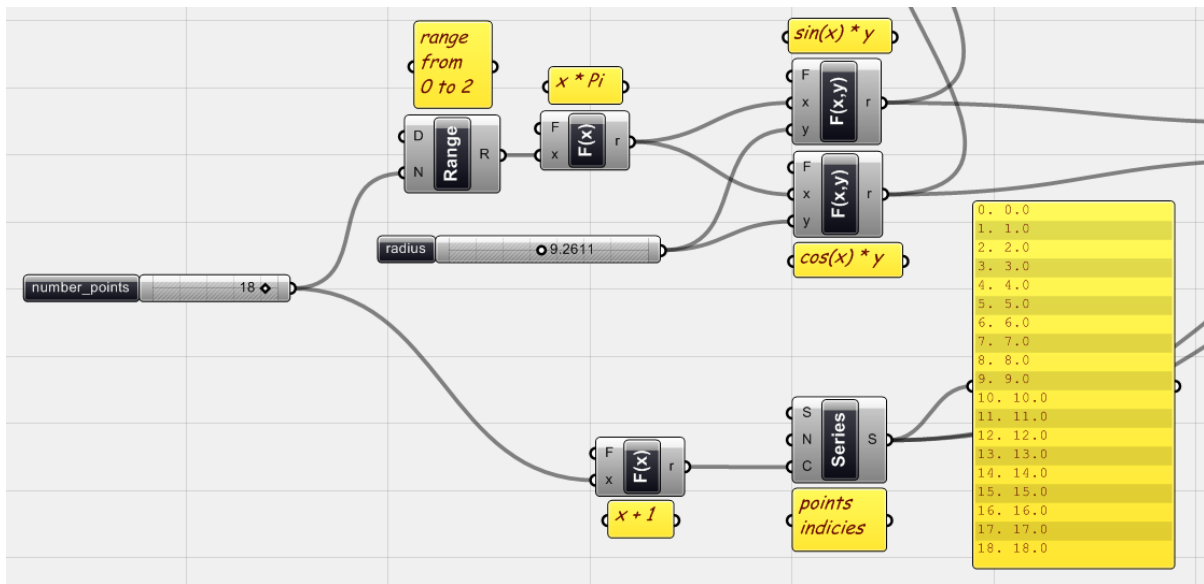 range
from
0 to 2
D
N
Range
R
x * Pi
F
x
F(x)
r
sin(x) * y
F
x
y
F(x,y)
r
F
x
y
F(x,y)
r
cos(x) * y
radius
9.2611
number_points
18
F
x
F(x)
r
x + 1
S
N
C
Series
S
points
indicies
0. 0.0
1. 1.0
2. 2.0
3. 3.0
4. 4.0
5. 5.0
6. 6.0
7. 7.0
8. 8.0
9. 9.0
10. 10.0
11. 11.0
12. 12.0
13. 13.0
14. 14.0
15. 15.0
16. 16.0
17. 17.0
18. 18.0